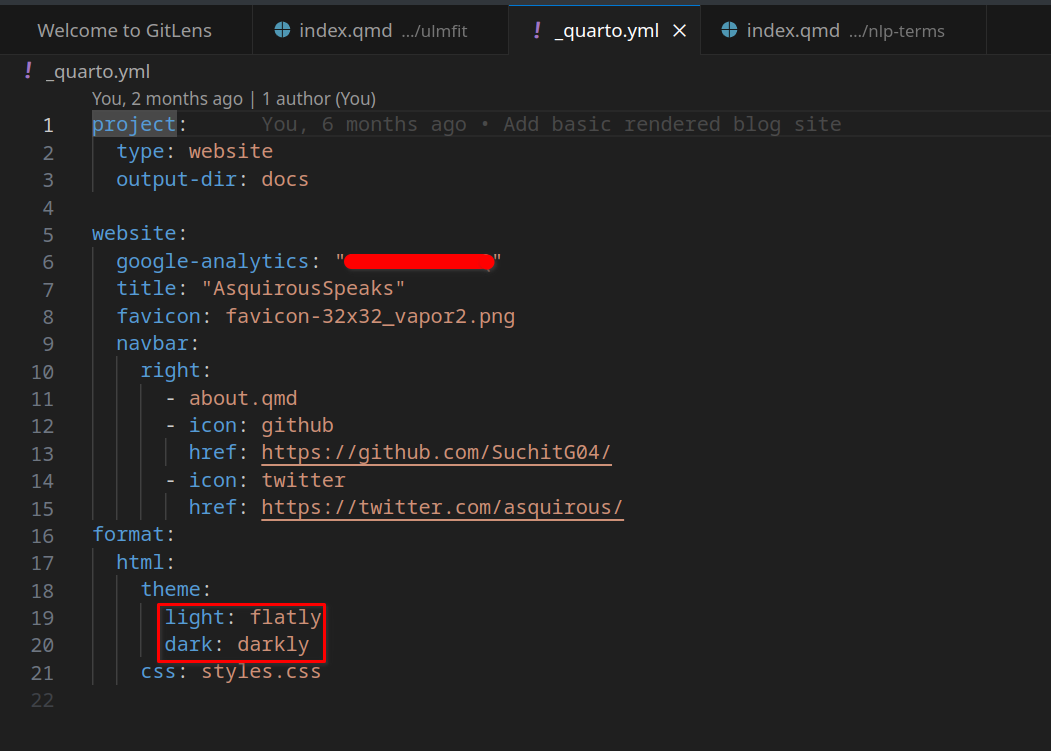 Welcome to GitLens index.qmd .../ulmfit ! _quarto.yml × index.qmd .../nlp-terms
! _quarto.yml
You, 2 months ago | 1 author (You)
1 project: You, 6 months ago • Add basic rendered blog site
2 type: website
3 output-dir: docs
4
5 website:
6 google-analytics: ""
7 title: "AsquirousSpeaks"
8 favicon: favicon-32x32_vapor2.png
9 navbar:
10 right:
11 - about.qmd
12 - icon: github
13 href: https://github.com/SuchitG04/
14 - icon: twitter
15 href: https://twitter.com/asquirous/
16 format:
17 html:
18 theme:
19 light: flatly
20 dark: darkly
21 css: styles.css
22